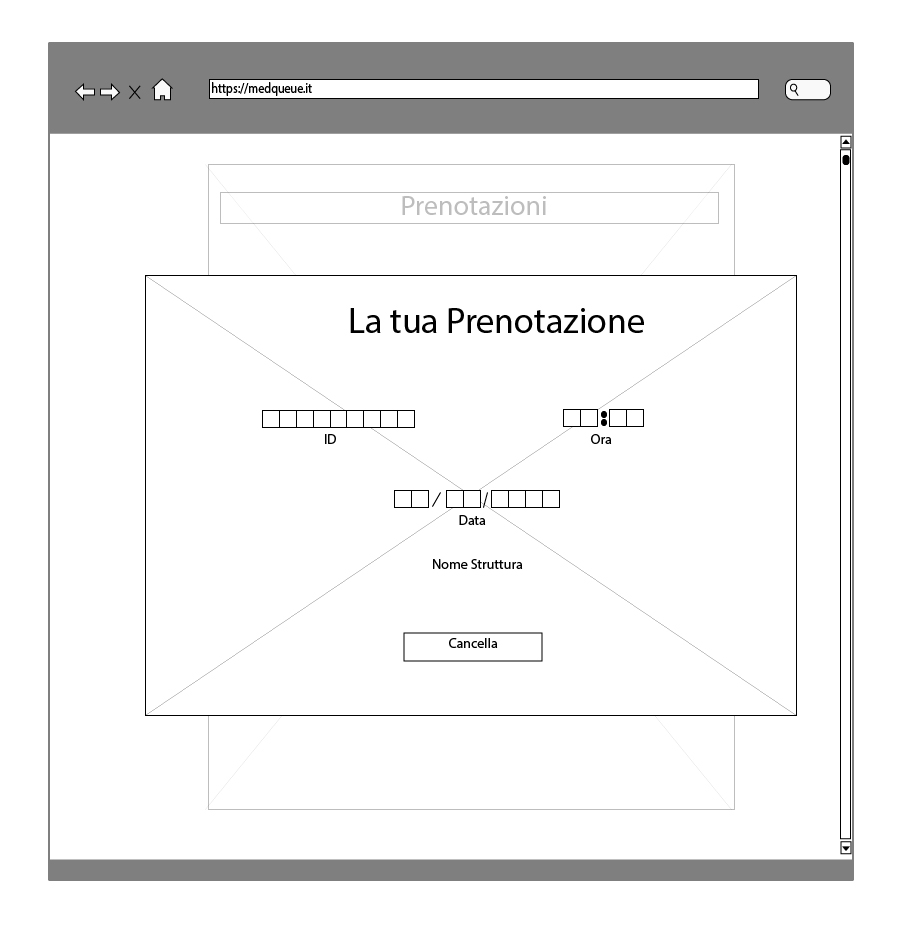 https://medqueue.it
Prenotazioni
La tua Prenotazione
ID
:
Ora
/ /
Data
Nome Struttura
Cancella